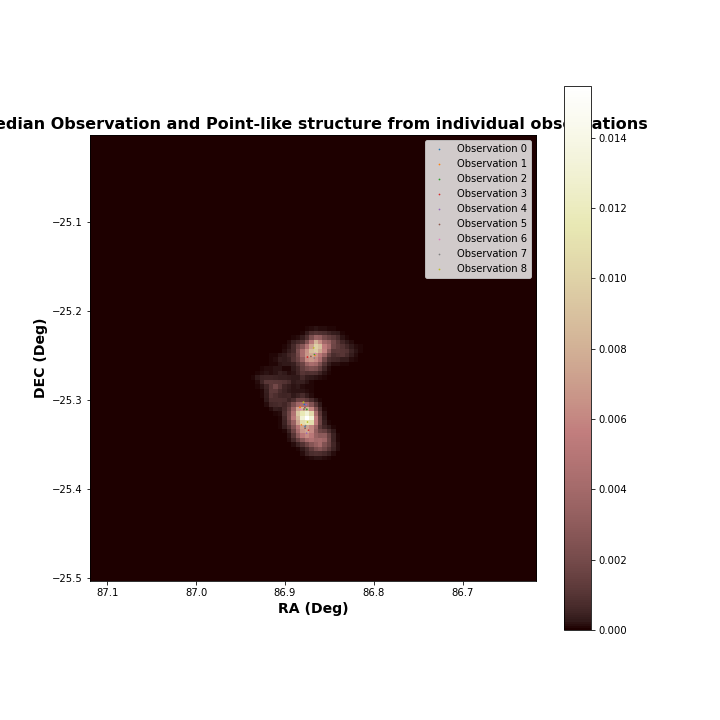 edian Observation and Point-like structure from individual obs ations
Observation 0
Observation 1
Observation 2
Observation 3
Observation 4
Observation 5
Observation 6
Observation 7
Observation 8
0.014
0.012
0.010
0.008
0.006
0.004
0.002
0.000
−25.1
−25.2
−25.3
−25.4
−25.5
DEC (Deg)
87.1 87.0 86.9 86.8 86.7
RA (Deg)